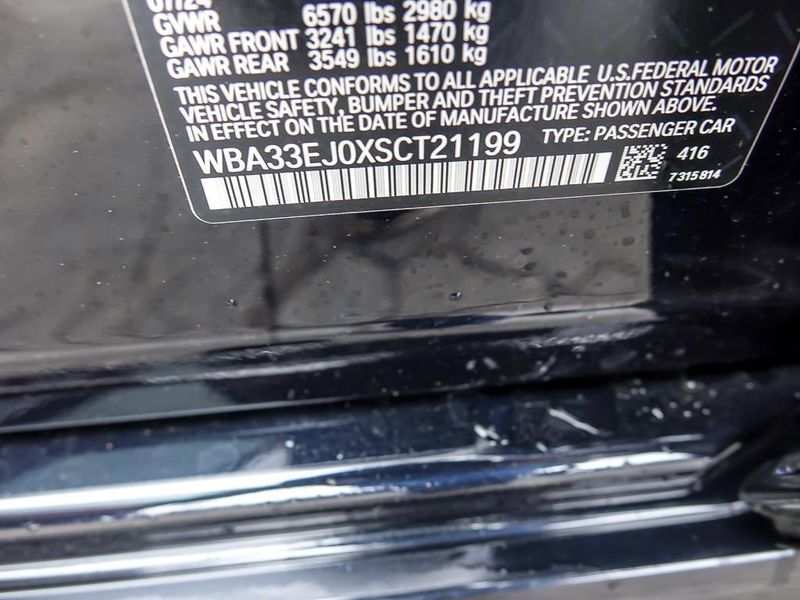 07/24
GVWR 6570 lbs 2980 kg
GAWR FRONT 3241 lbs 1470 kg
GAWR REAR 3549 lbs 1610 kg
THIS VEHICLE CONFORMS TO ALL APPLICABLE U.S.FEDERAL MOTOR
VEHICLE SAFETY, BUMPER AND THEFT PREVENTION STANDARDS
IN EFFECT ON THE DATE OF MANUFACTURE SHOWN ABOVE.
WBA33EJ0XSCT21199 TYPE: PASSENGER CAR
416
7315814